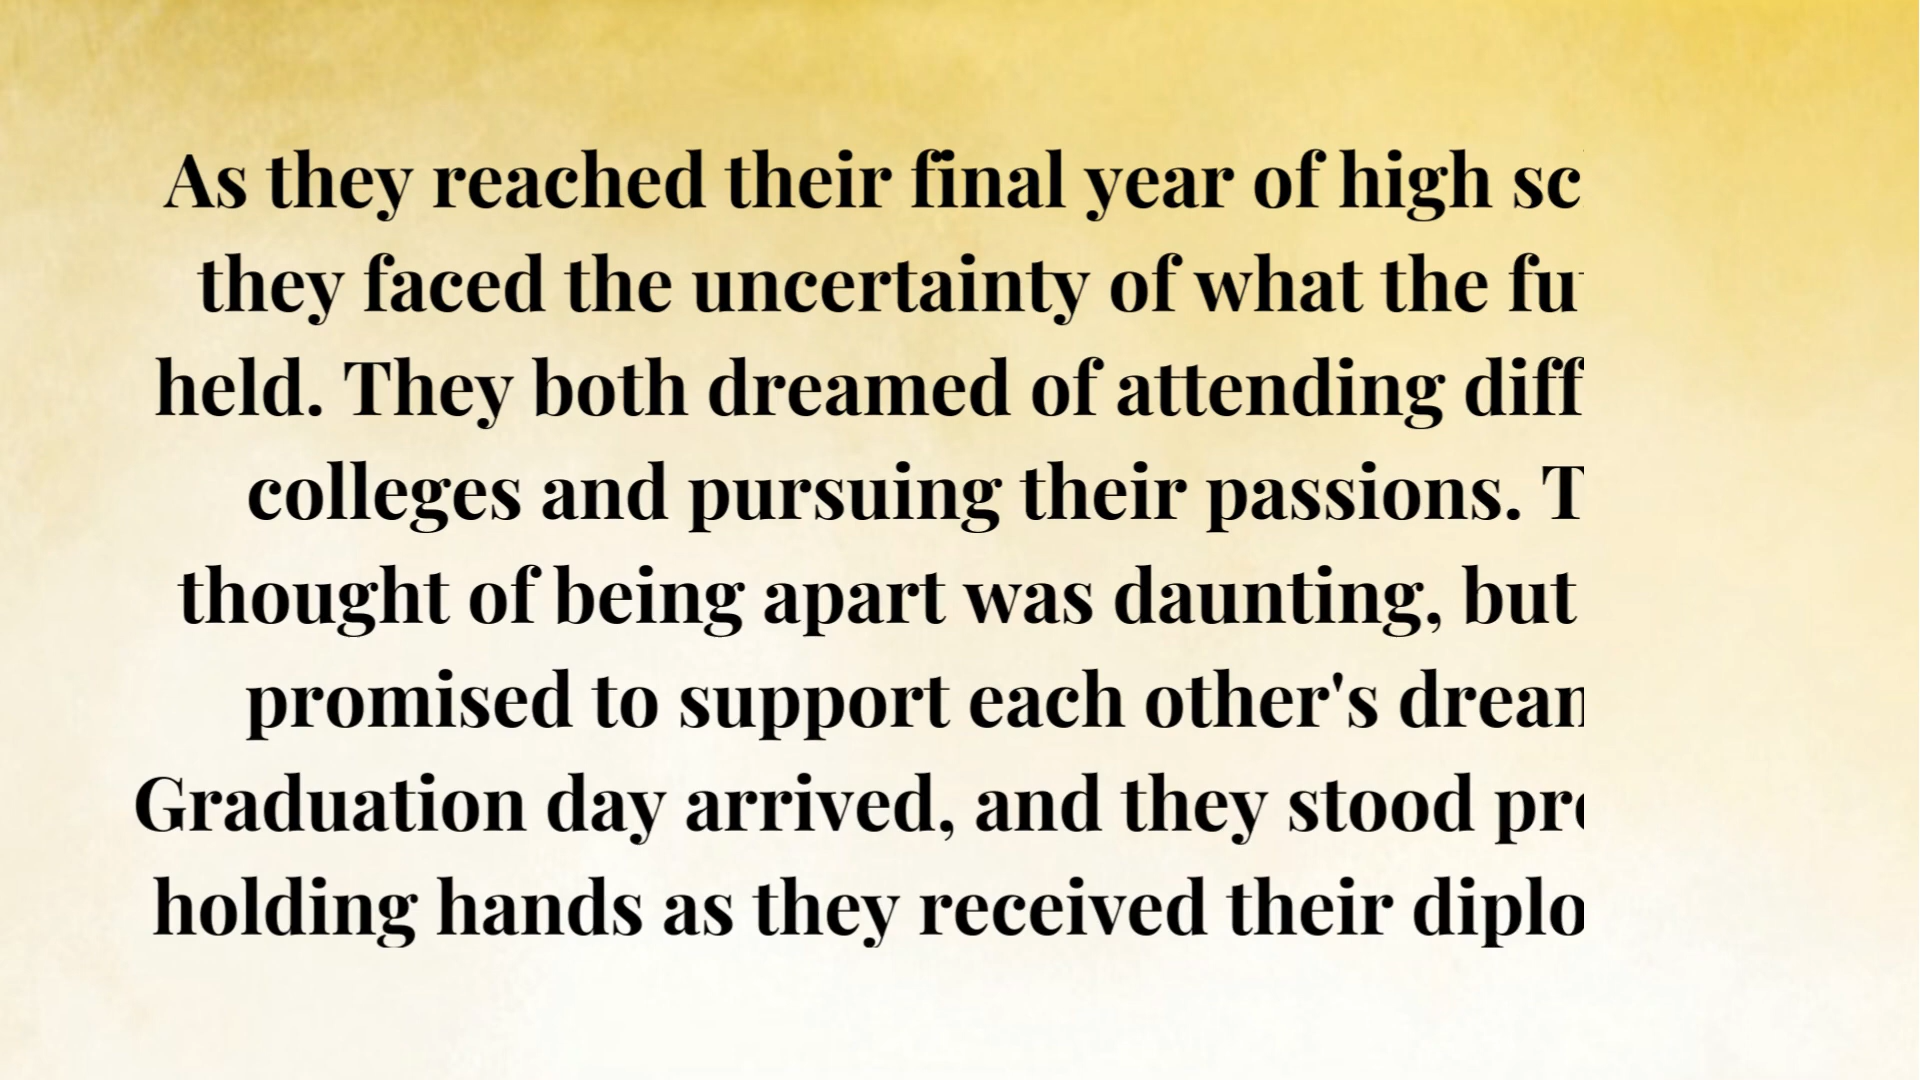 As they reached their final year of high sc
they faced the uncertainty of what the fu
held. They both dreamed of attending diff
colleges and pursuing their passions. T
thought of being apart was daunting, but
promised to support each other's drea
Graduation day arrived, and they stood pr
holding hands as they received their diplo